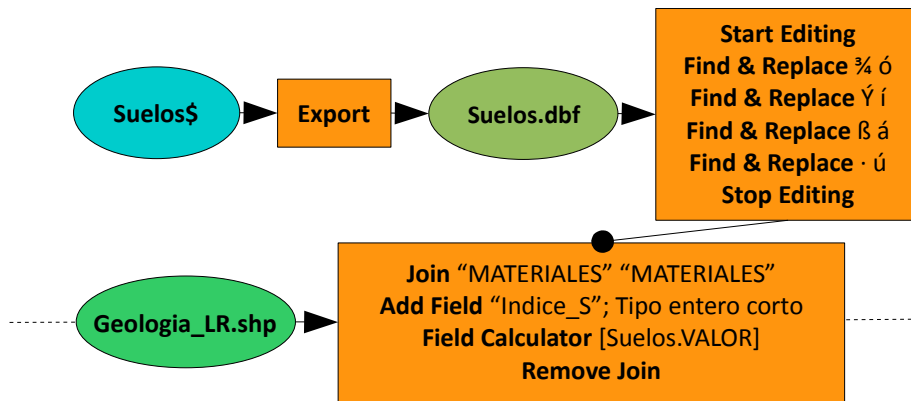 Suelos$
Export
Suelos.dbf
Start Editing
Find & Replace ¾ ó
Find & Replace Ý í
Find & Replace ß á
Find & Replace · ú
Stop Editing
Geologia_LR.shp
Join “MATERIALES” “MATERIALES”
Add Field “Indice_S”; Tipo entero corto
Field Calculator [Suelos.VALOR]
Remove Join